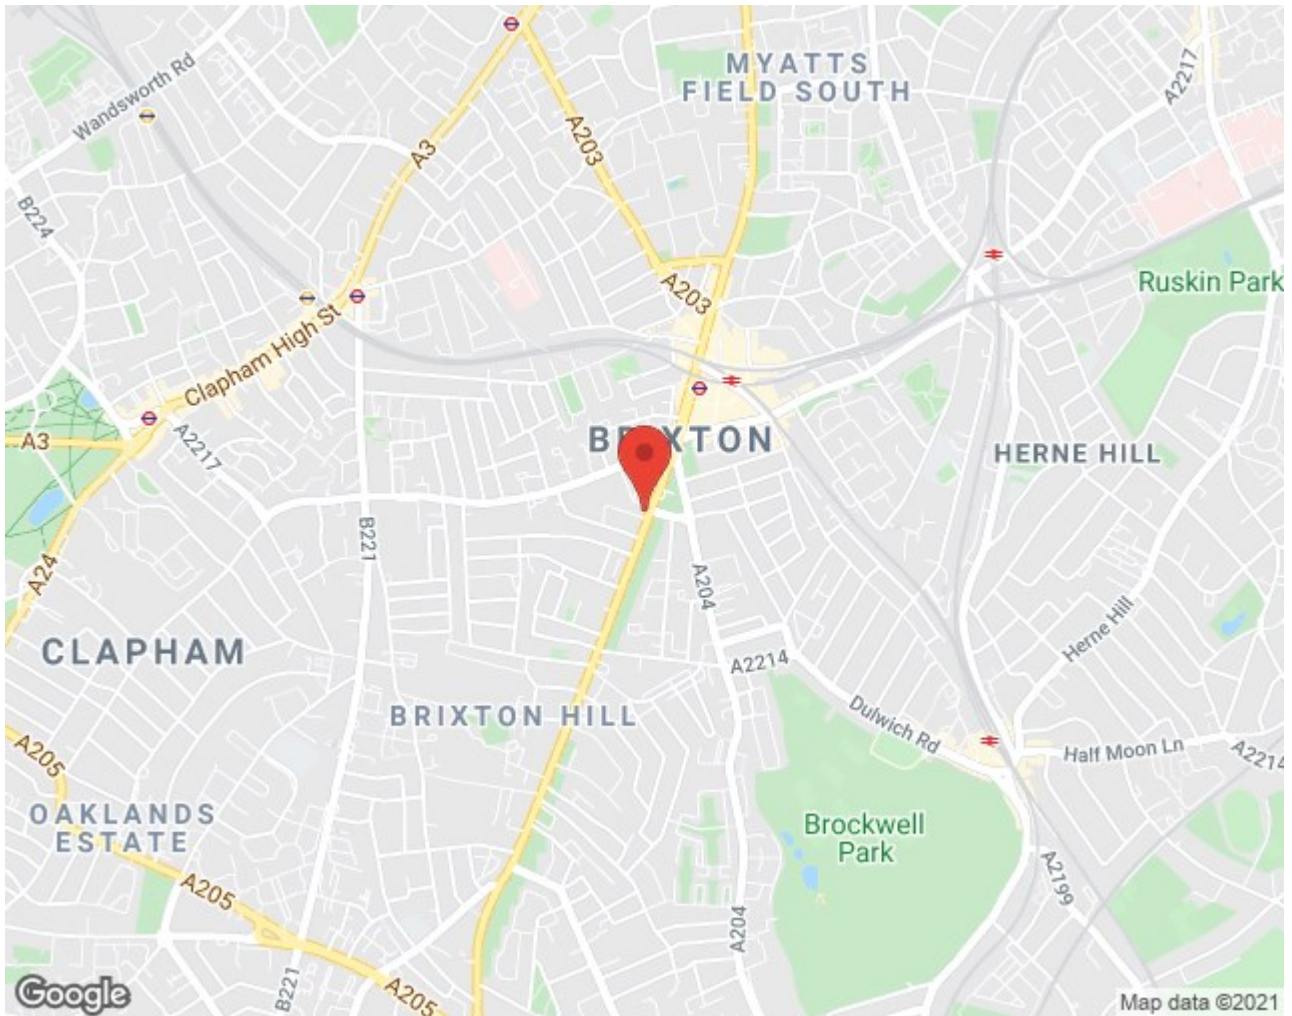 Wandsworth Rd
A3
A203
MYATTS
FIELD SOUTH
A2217
B224
A203
Ruskin Park
Clapham High St
A3
A2217
BRIXTON
HERNE HILL
B221
A24
A204
CLAPHAM
A2214
Herne Hill
BRIXTON HILL
Dulwich Rd
Half Moon Ln
A2214
A205
OAKLANDS
ESTATE
Brockwell
Park
A205
A2199
A204
B221
A205
Google
Map data ©2021